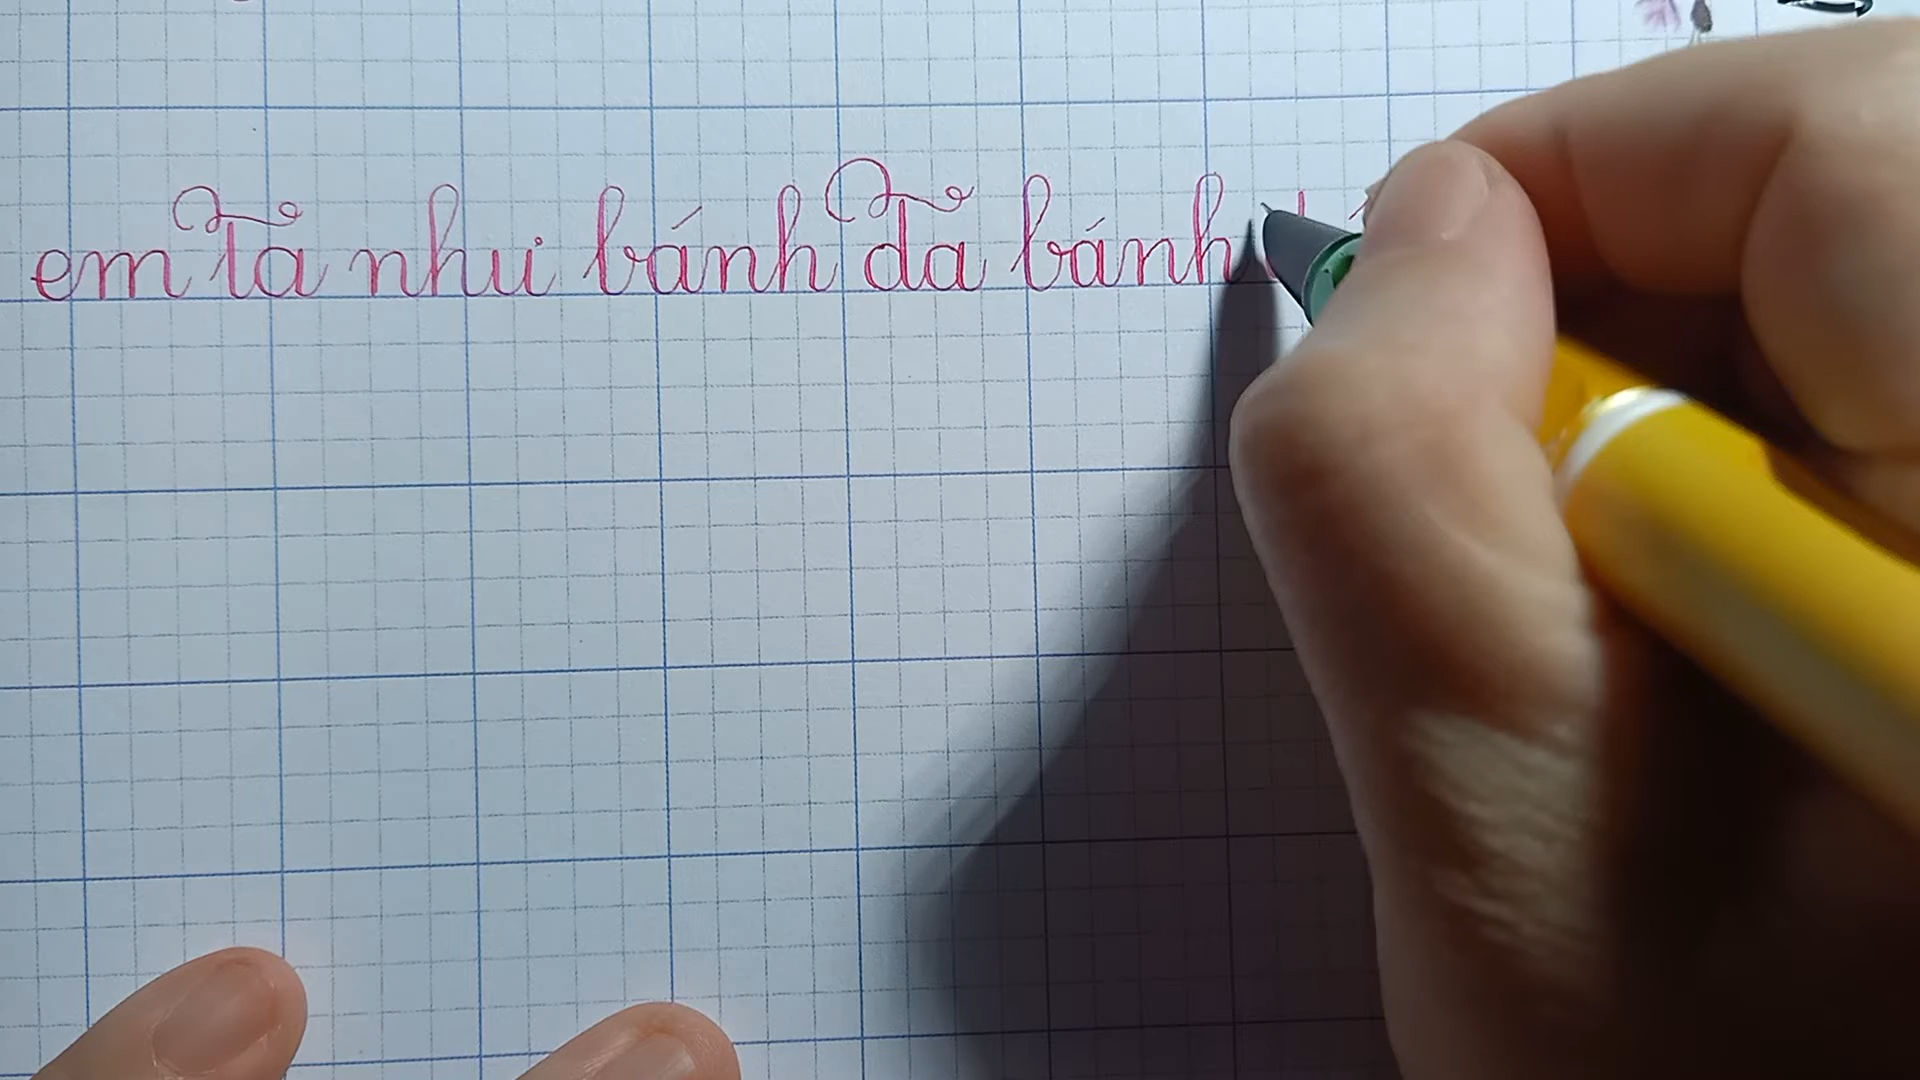 em tả như bánh đa bánh